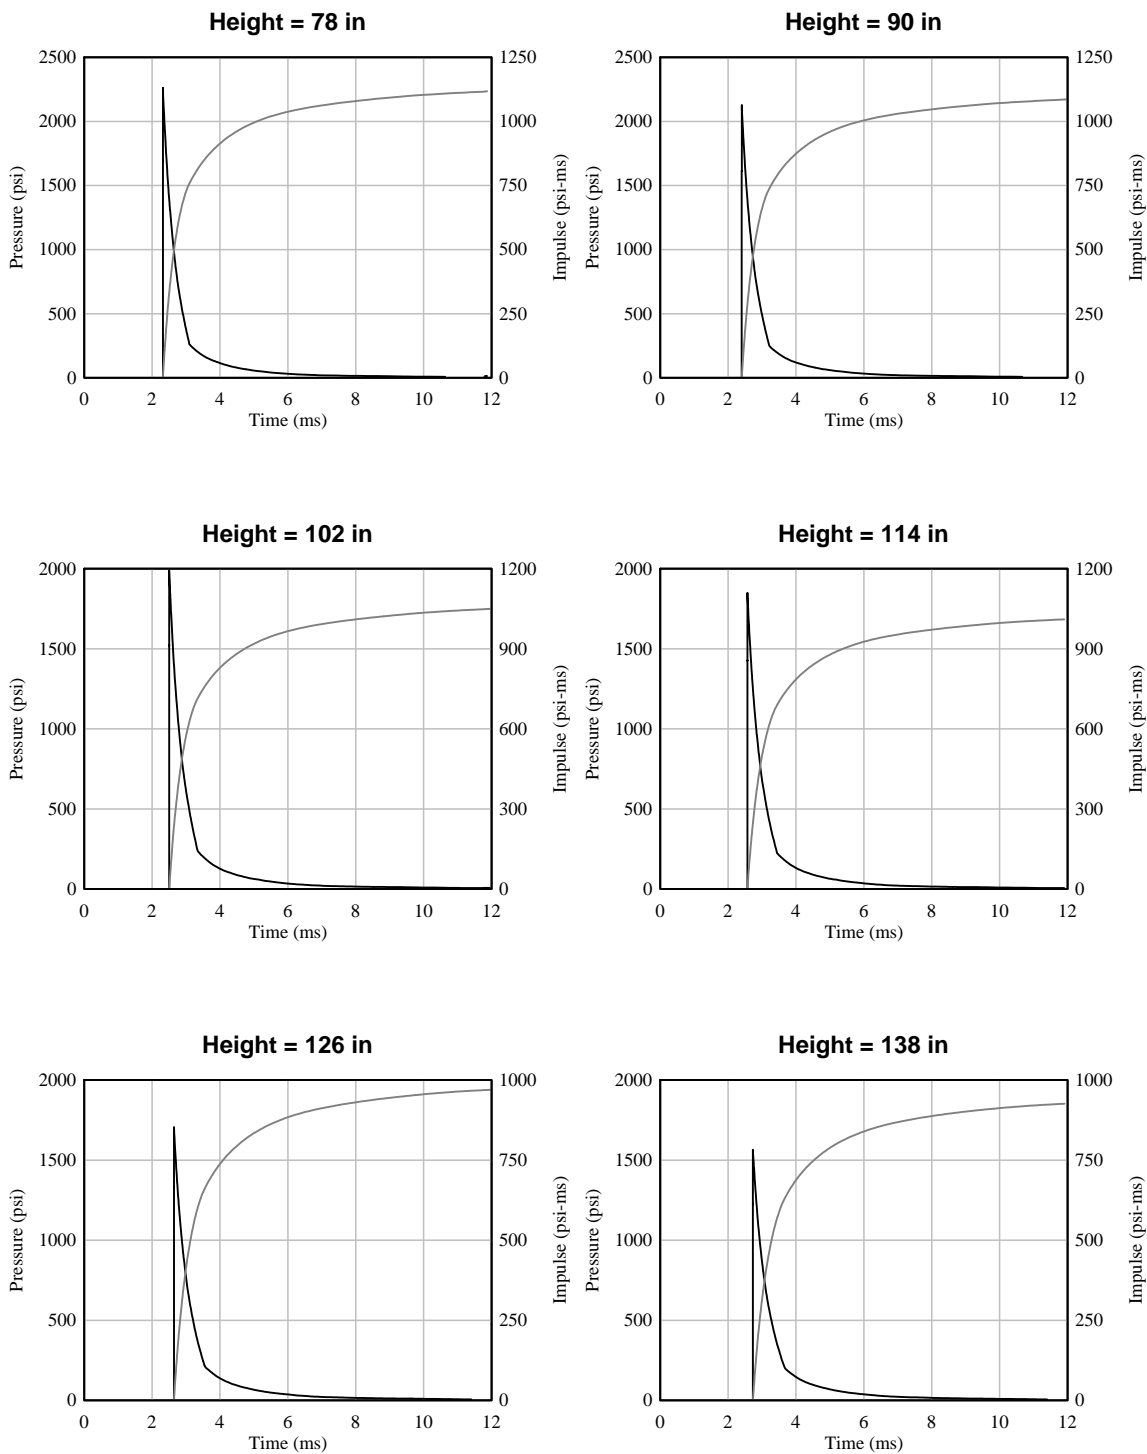 Height = 78 in
2500
2000
1500
1000
500
0
Pressure (psi)
1250
1000
750
500
250
0
Impulse (psi-ms)
0 2 4 6 8 10 12
Time (ms)
Height = 90 in
2500
2000
1500
1000
500
0
Pressure (psi)
1250
1000
750
500
250
0
Impulse (psi-ms)
0 2 4 6 8 10 12
Time (ms)
Height = 102 in
2000
1500
1000
500
0
Pressure (psi)
1200
900
600
300
0
Impulse (psi-ms)
0 2 4 6 8 10 12
Time (ms)
Height = 114 in
2000
1500
1000
500
0
Pressure (psi)
1200
900
600
300
0
Impulse (psi-ms)
0 2 4 6 8 10 12
Time (ms)
Height = 126 in
2000
1500
1000
500
0
Pressure (psi)
1000
750
500
250
0
Impulse (psi-ms)
0 2 4 6 8 10 12
Time (ms)
Height = 138 in
2000
1500
1000
500
0
Pressure (psi)
1000
750
500
250
0
Impulse (psi-ms)
0 2 4 6 8 10 12
Time (ms)